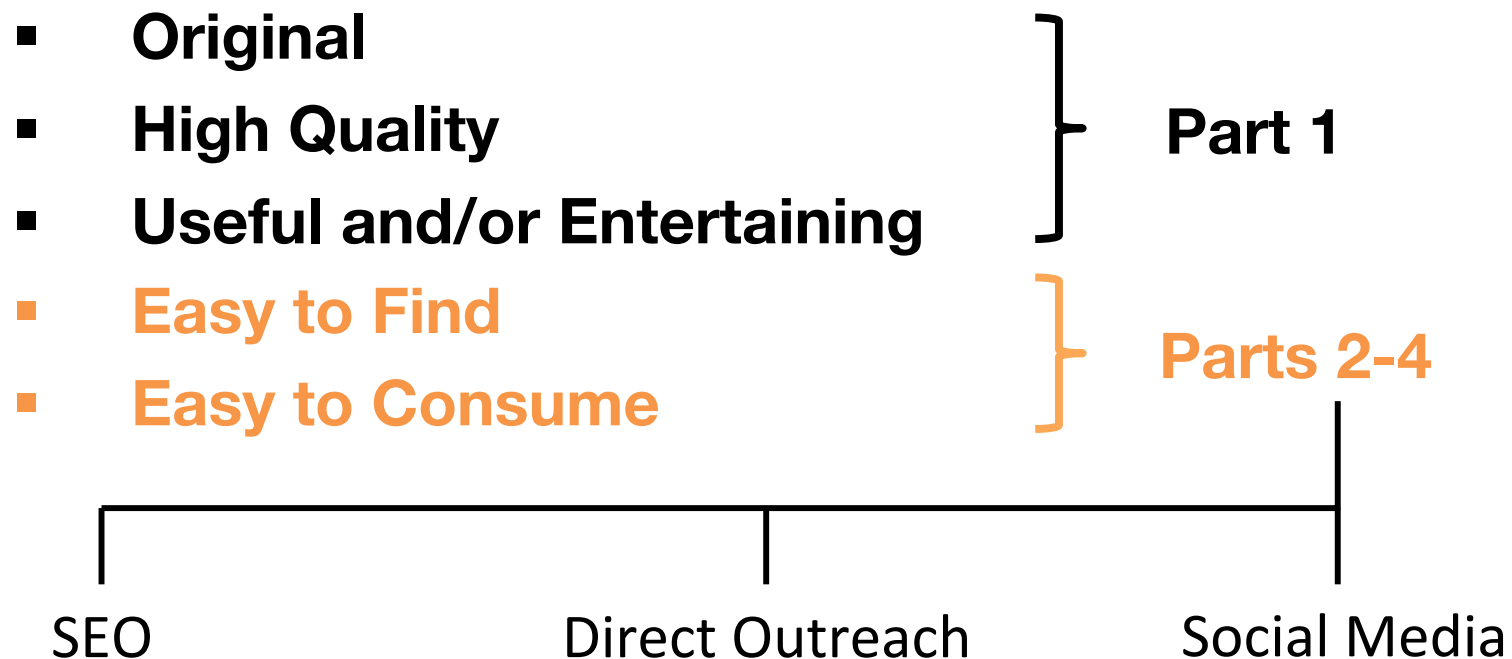 ▪ Original
▪ High Quality
Part 1
▪ Useful and/or Entertaining
▪ Easy to Find
Parts 2-4
▪ Easy to Consume
SEO
Direct Outreach
Social Media